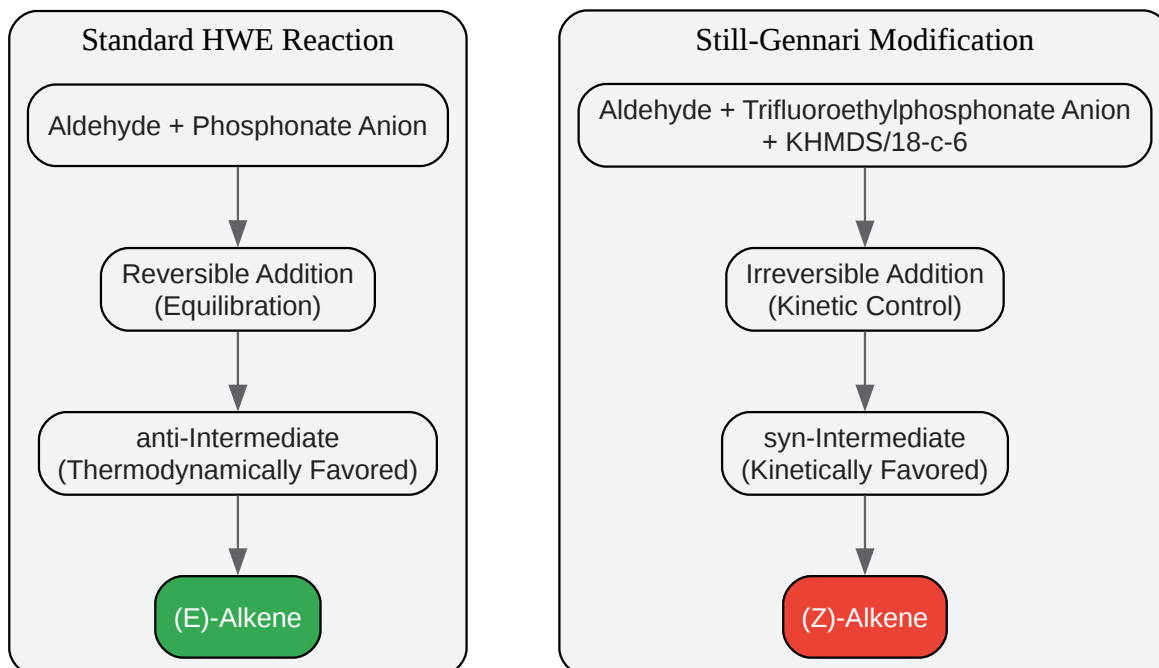 Standard HWE Reaction
Aldehyde + Phosphonate Anion
Reversible Addition
(Equilibration)
anti-Intermediate
(Thermodynamically Favored)
(E)-Alkene
Still-Gennari Modification
Aldehyde + Trifluoroethylphosphonate Anion
+ KHMDS/18-c-6
Irreversible Addition
(Kinetic Control)
syn-Intermediate
(Kinetically Favored)
(Z)-Alkene